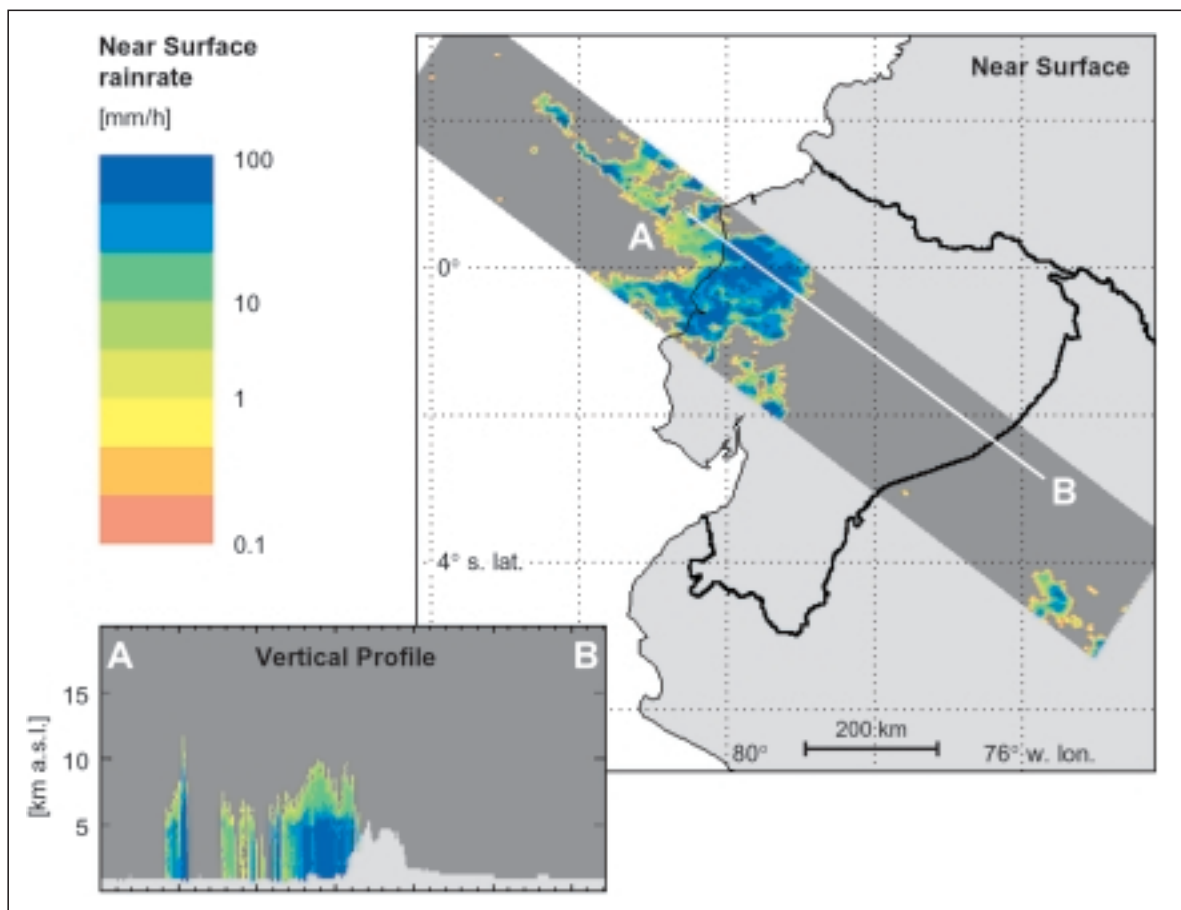 Near Surface
rainrate
[mm/h]
100
10
1
0.1
Near Surface
A
0°
B
4° s. lat.
200 km
80°
76° w. lon.
A
Vertical Profile
B
15
10
5
[km a.s.l.]